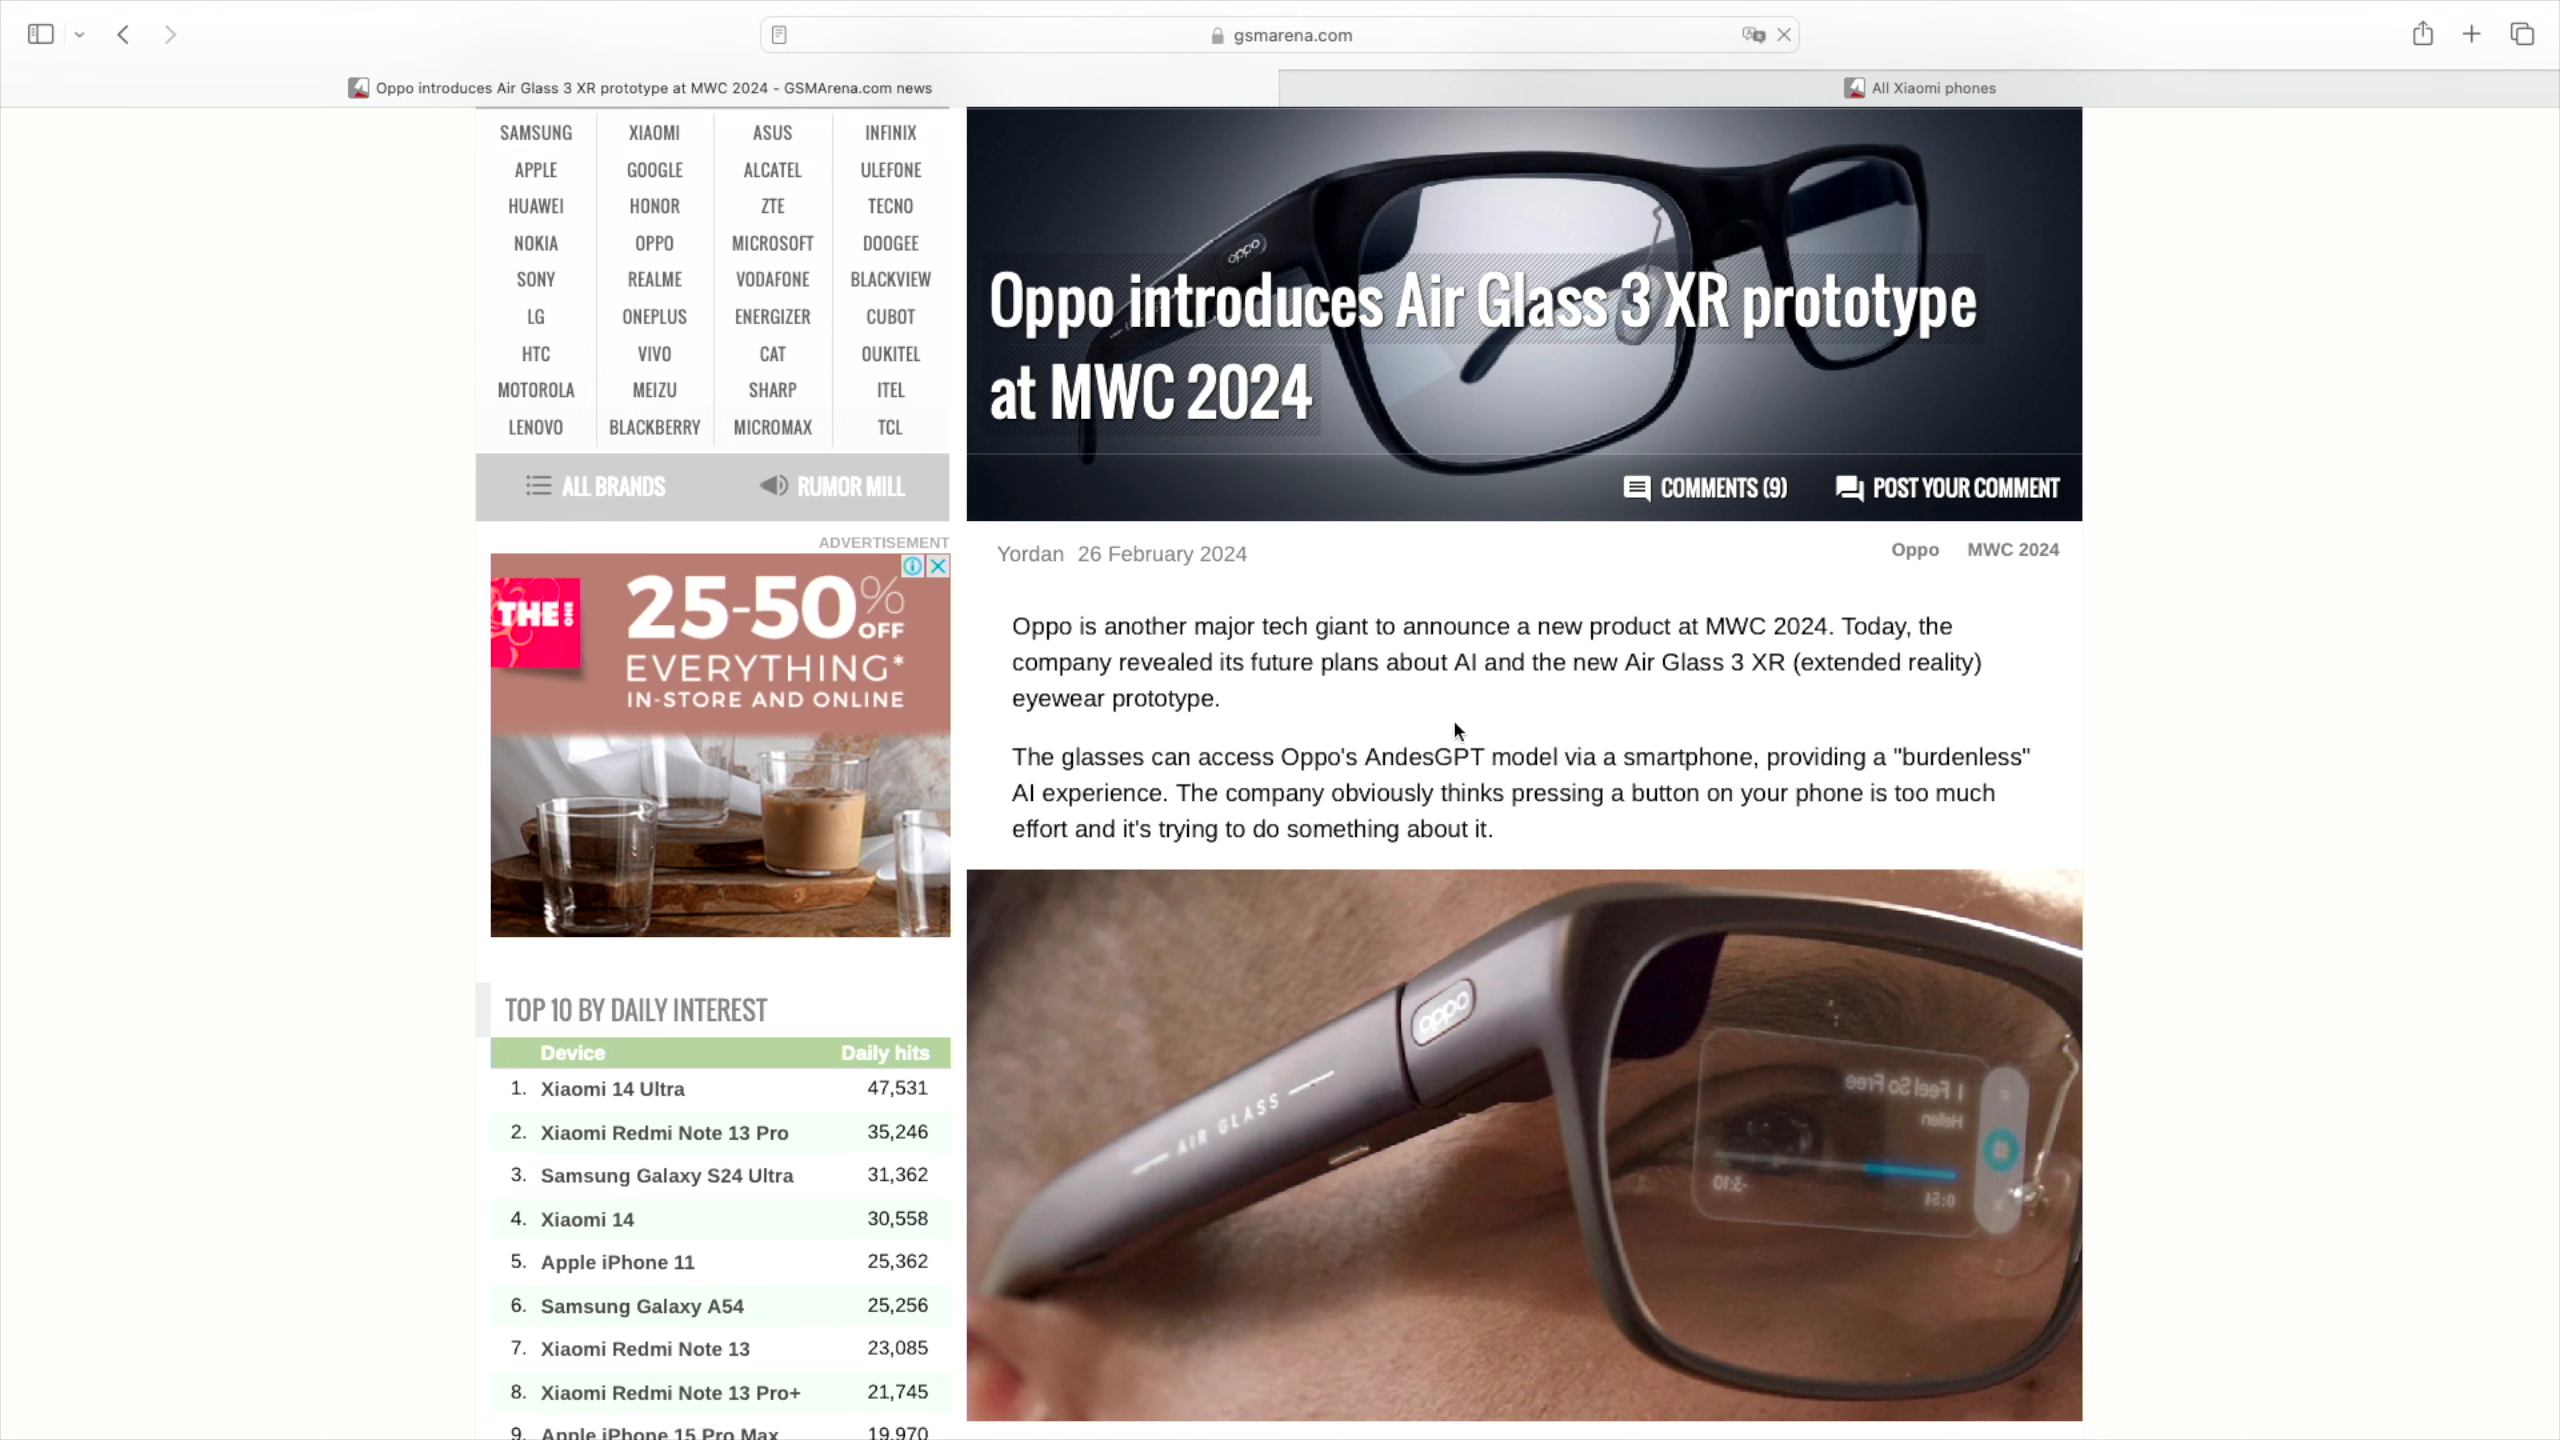 gsmarena.com
Oppo introduces Air Glass 3 XR prototype at MWC 2024 - GSMArena.com news
All Xiaomi phones
SAMSUNG XIAOMI ASUS INFINIX
APPLE GOOGLE ALCATEL ULEFONE
HUAWEI HONOR ZTE TECNO
NOKIA OPPO MICROSOFT DOOGEE
SONY REALME VODAFONE BLACKVIEW
LG ONEPLUS ENERGIZER CUBOT
HTC VIVO CAT OUKITEL
MOTOROLA MEIZU SHARP ITEL
LENOVO BLACKBERRY MICROMAX TCL
ALL BRANDS RUMOR MILL
ADVERTISEMENT
THE ONE
25-50% OFF
EVERYTHING*
IN-STORE AND ONLINE
TOP 10 BY DAILY INTEREST
Device Daily hits
1. Xiaomi 14 Ultra 47,531
2. Xiaomi Redmi Note 13 Pro 35,246
3. Samsung Galaxy S24 Ultra 31,362
4. Xiaomi 14 30,558
5. Apple iPhone 11 25,362
6. Samsung Galaxy A54 25,256
7. Xiaomi Redmi Note 13 23,085
8. Xiaomi Redmi Note 13 Pro+ 21,745
9. Apple iPhone 15 Pro Max 19,970
oppo
Oppo introduces Air Glass 3 XR prototype
at MWC 2024
COMMENTS (9) POST YOUR COMMENT
Yordan 26 February 2024
Oppo MWC 2024
Oppo is another major tech giant to announce a new product at MWC 2024. Today, the
company revealed its future plans about AI and the new Air Glass 3 XR (extended reality)
eyewear prototype.
The glasses can access Oppo's AndesGPT model via a smartphone, providing a "burdenless"
AI experience. The company obviously thinks pressing a button on your phone is too much
effort and it's trying to do something about it.
oppo
AIR GLASS
I Feel So Free
0:51
-3:10